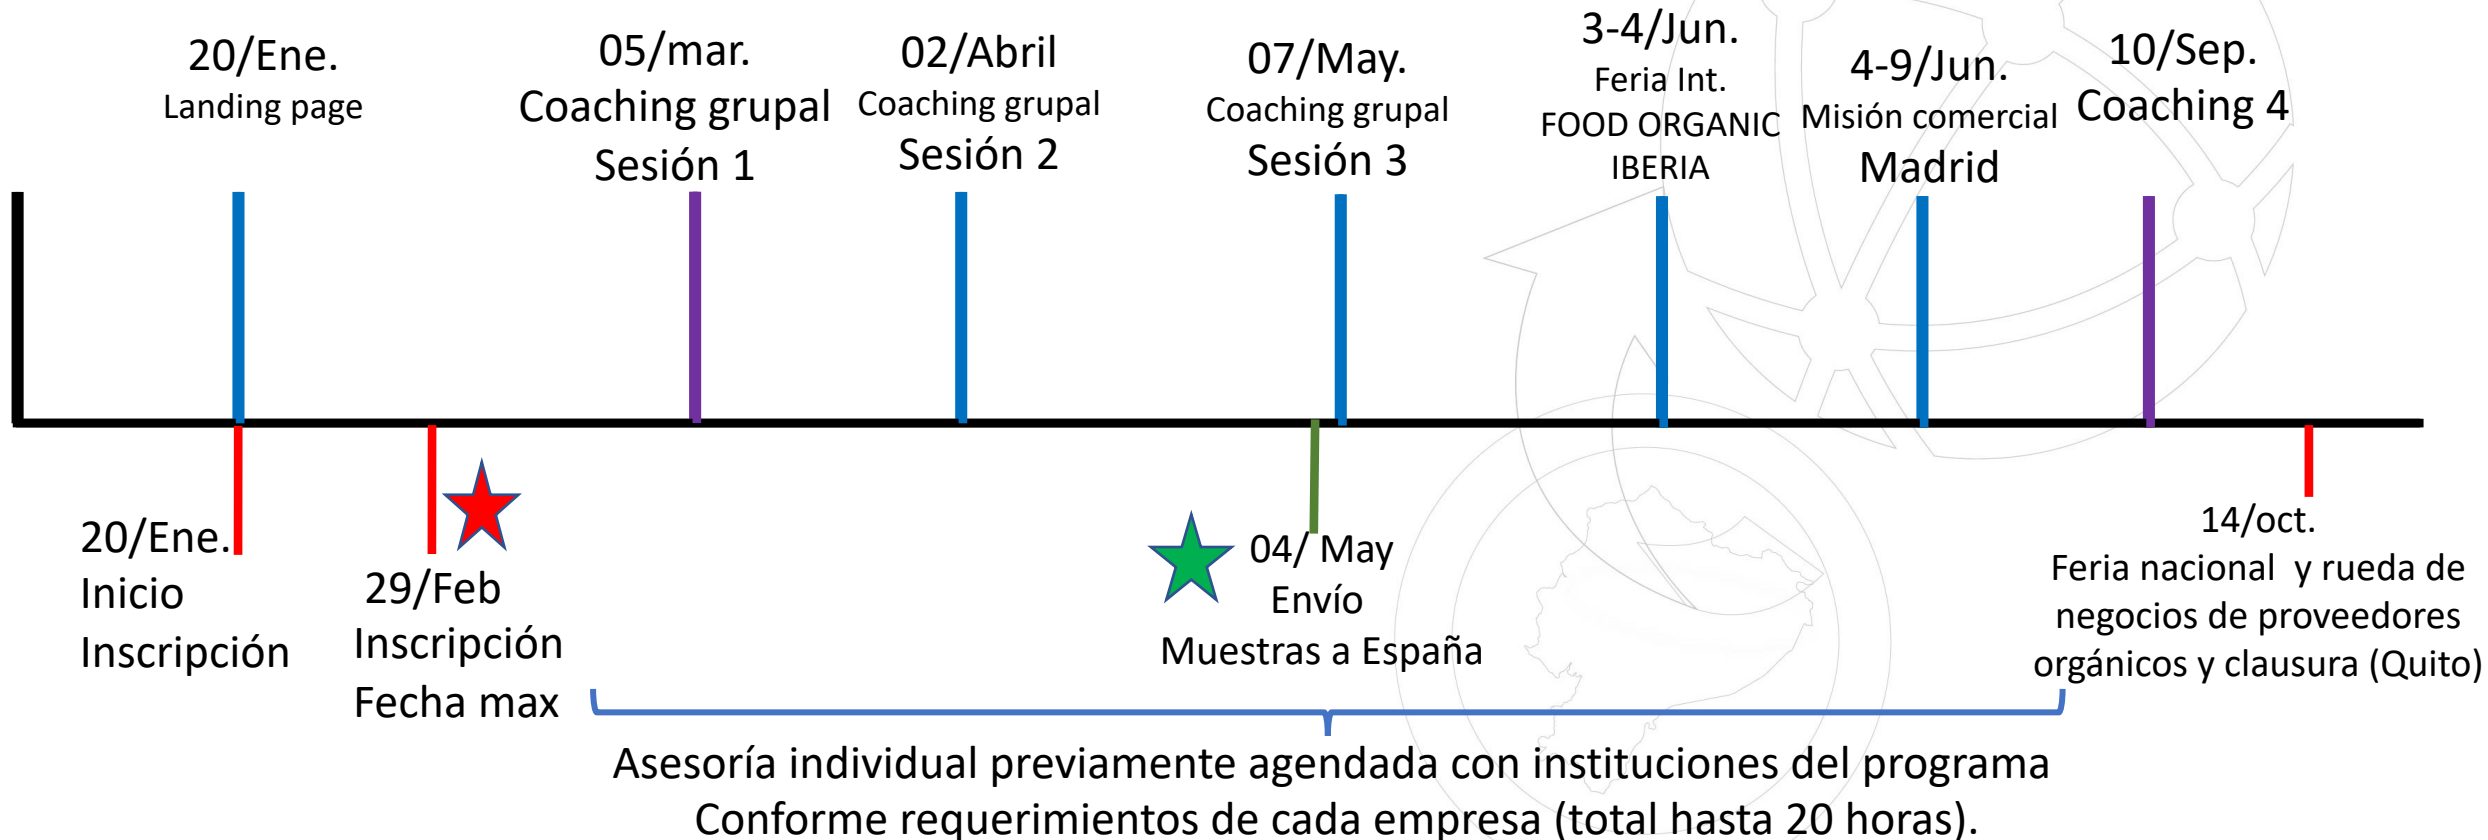 20/Ene.
Landing page
05/mar.
Coaching grupal
Sesión 1
02/Abril
Coaching grupal
Sesión 2
07/May.
Coaching grupal
Sesión 3
3-4/Jun.
Feria Int.
FOOD ORGANIC
IBERIA
4-9/Jun.
Misión comercial
Madrid
10/Sep.
Coaching 4
20/Ene.
Inicio
Inscripción
29/Feb
Inscripción
Fecha max
04/ May
Envío
Muestras a España
14/oct.
Feria nacional y rueda de
negocios de proveedores
orgánicos y clausura (Quito)
Asesoría individual previamente agendada con instituciones del programa
Conforme requerimientos de cada empresa (total hasta 20 horas).